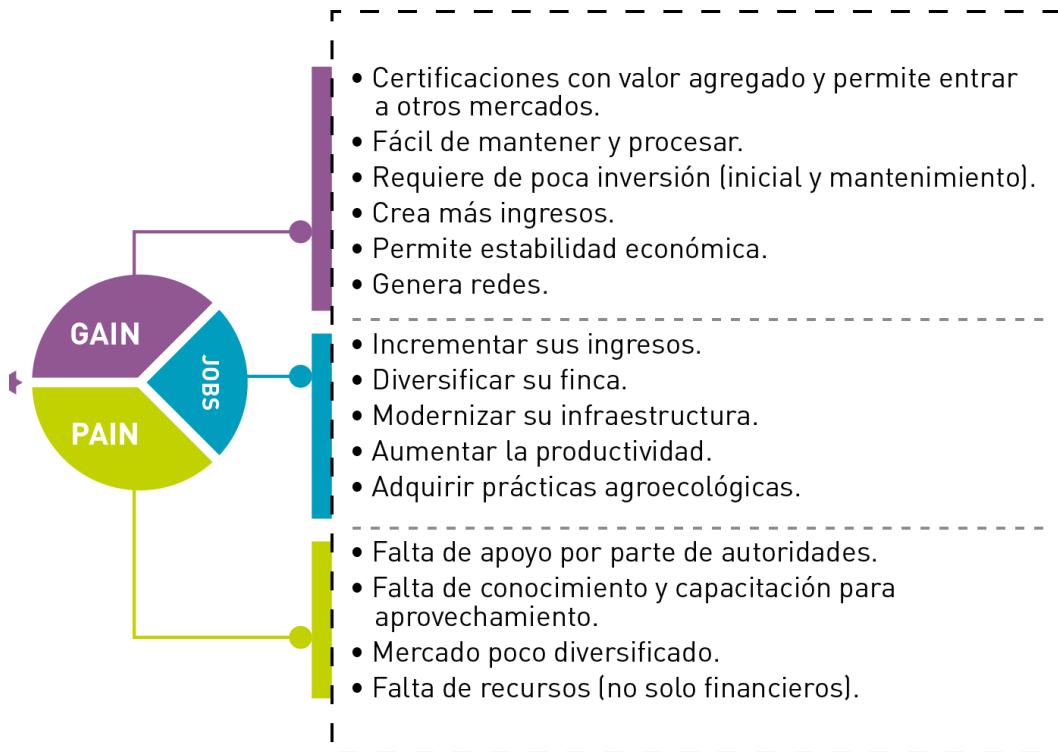 • Certificaciones con valor agregado y permite entrar
a otros mercados.
• Fácil de mantener y procesar.
• Requiere de poca inversión (inicial y mantenimiento).
• Crea más ingresos.
• Permite estabilidad económica.
• Genera redes.
GAIN
JOBS
PAIN
• Incrementar sus ingresos.
• Diversificar su finca.
• Modernizar su infraestructura.
• Aumentar la productividad.
• Adquirir prácticas agroecológicas.
• Falta de apoyo por parte de autoridades.
• Falta de conocimiento y capacitación para
aprovechamiento.
• Mercado poco diversificado.
• Falta de recursos (no solo financieros).